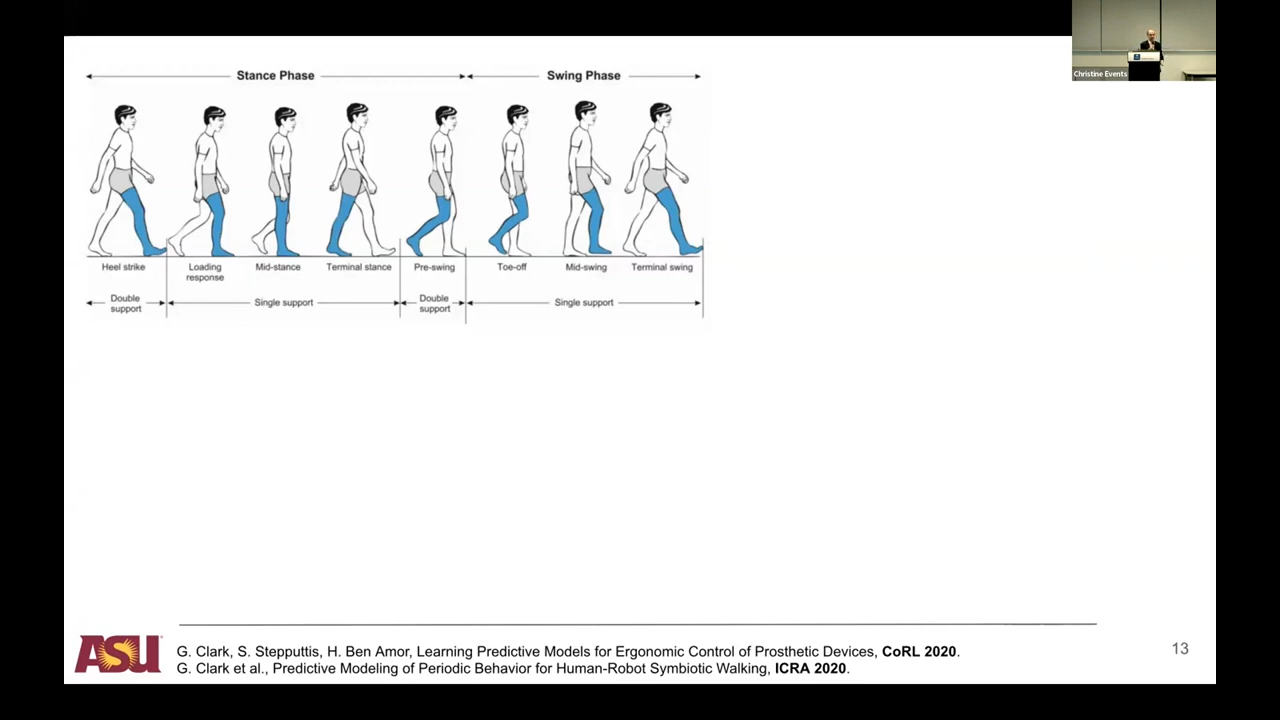 Christine Events
Stance Phase
Swing Phase
Heel strike
Loading
response
Mid-stance
Terminal stance
Pre-swing
Toe-off
Mid-swing
Terminal swing
Double
support
Single support
Double
support
Single support
ASU
G. Clark, S. Stepputtis, H. Ben Amor, Learning Predictive Models for Ergonomic Control of Prosthetic Devices, CoRL 2020.
G. Clark et al., Predictive Modeling of Periodic Behavior for Human-Robot Symbiotic Walking, ICRA 2020.
13